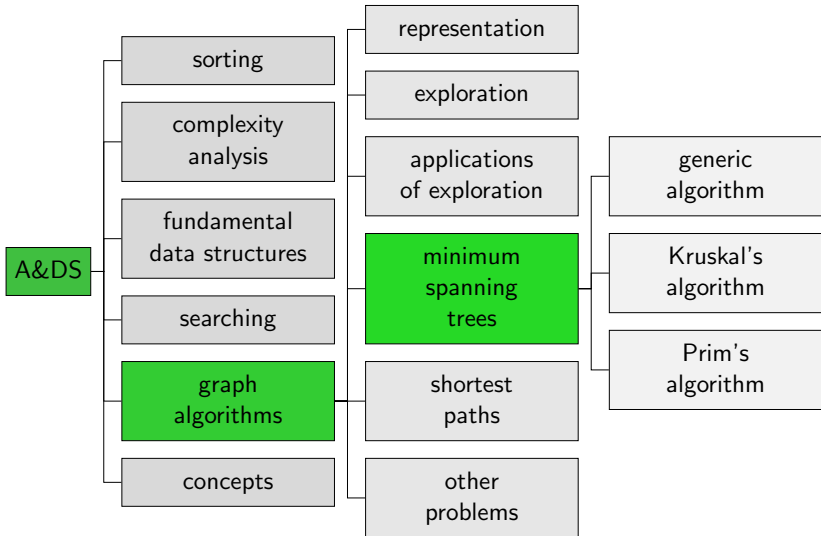 A&DS
sorting
complexity
analysis
fundamental
data structures
searching
graph
algorithms
concepts
representation
exploration
applications
of exploration
minimum
spanning
trees
shortest
paths
other
problems
generic
algorithm
Kruskal's
algorithm
Prim's
algorithm